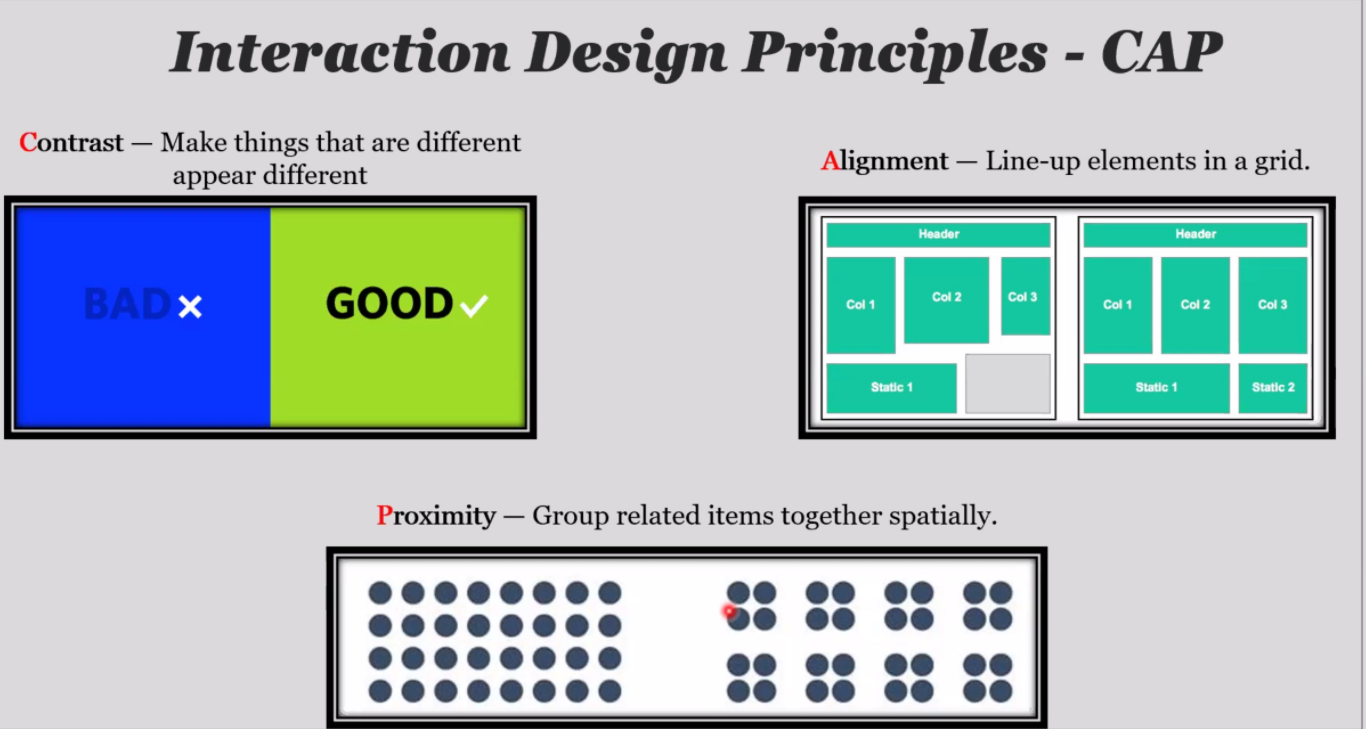 Interaction Design Principles - CAP
Contrast — Make things that are different
appear different
Alignment — Line-up elements in a grid.
BAD
GOOD
Header
Col 1
Col 2
Col 3
Static 1
Header
Col 1
Col 2
Col 3
Static 1
Static 2
Proximity — Group related items together spatially.